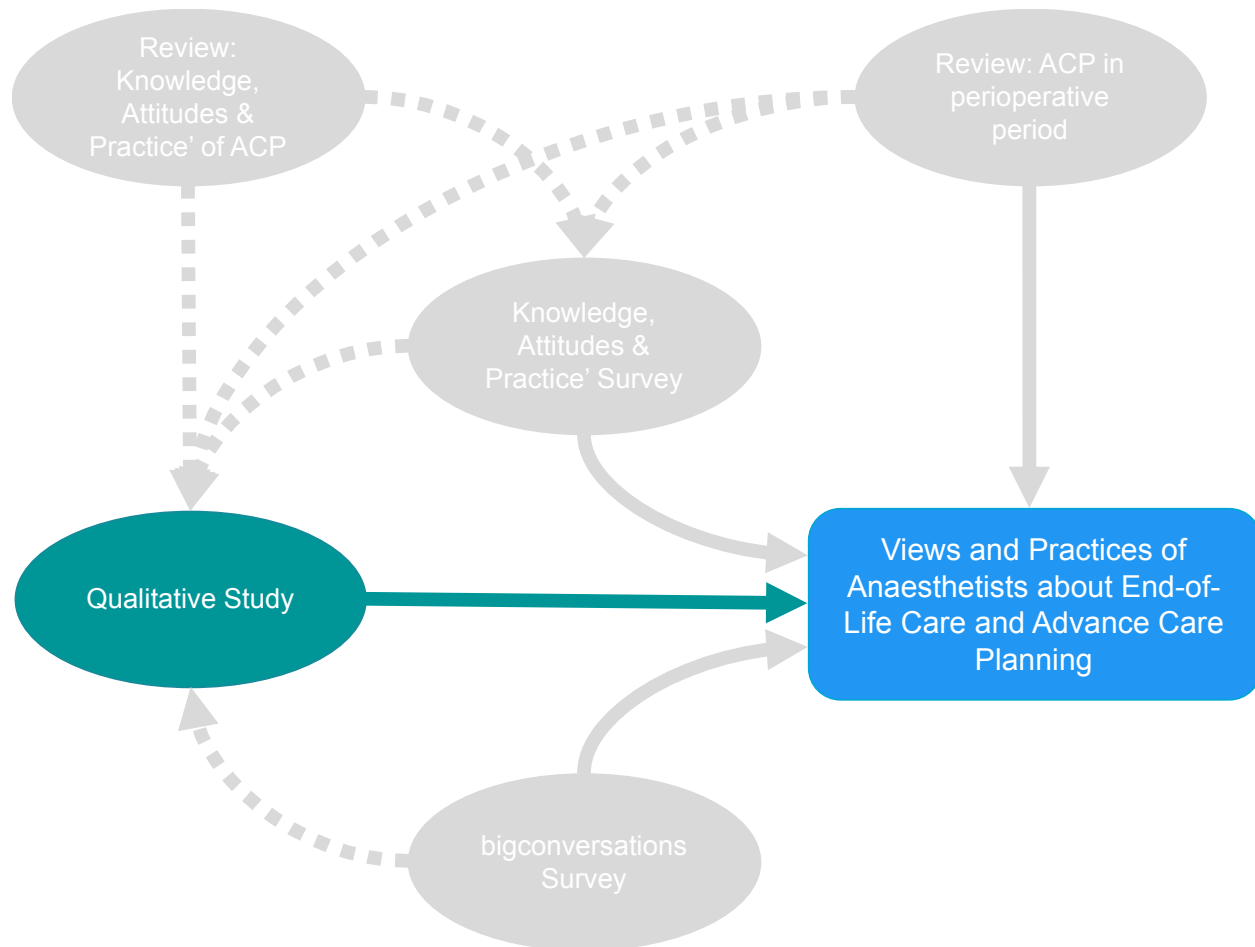 Review:
Knowledge,
Attitudes &
Practice’ of ACP
Review: ACP in
perioperative
period
Knowledge,
Attitudes &
Practice’ Survey
Qualitative Study
Views and Practices of
Anaesthetists about End-of-
Life Care and Advance Care
Planning
bigconversations
Survey